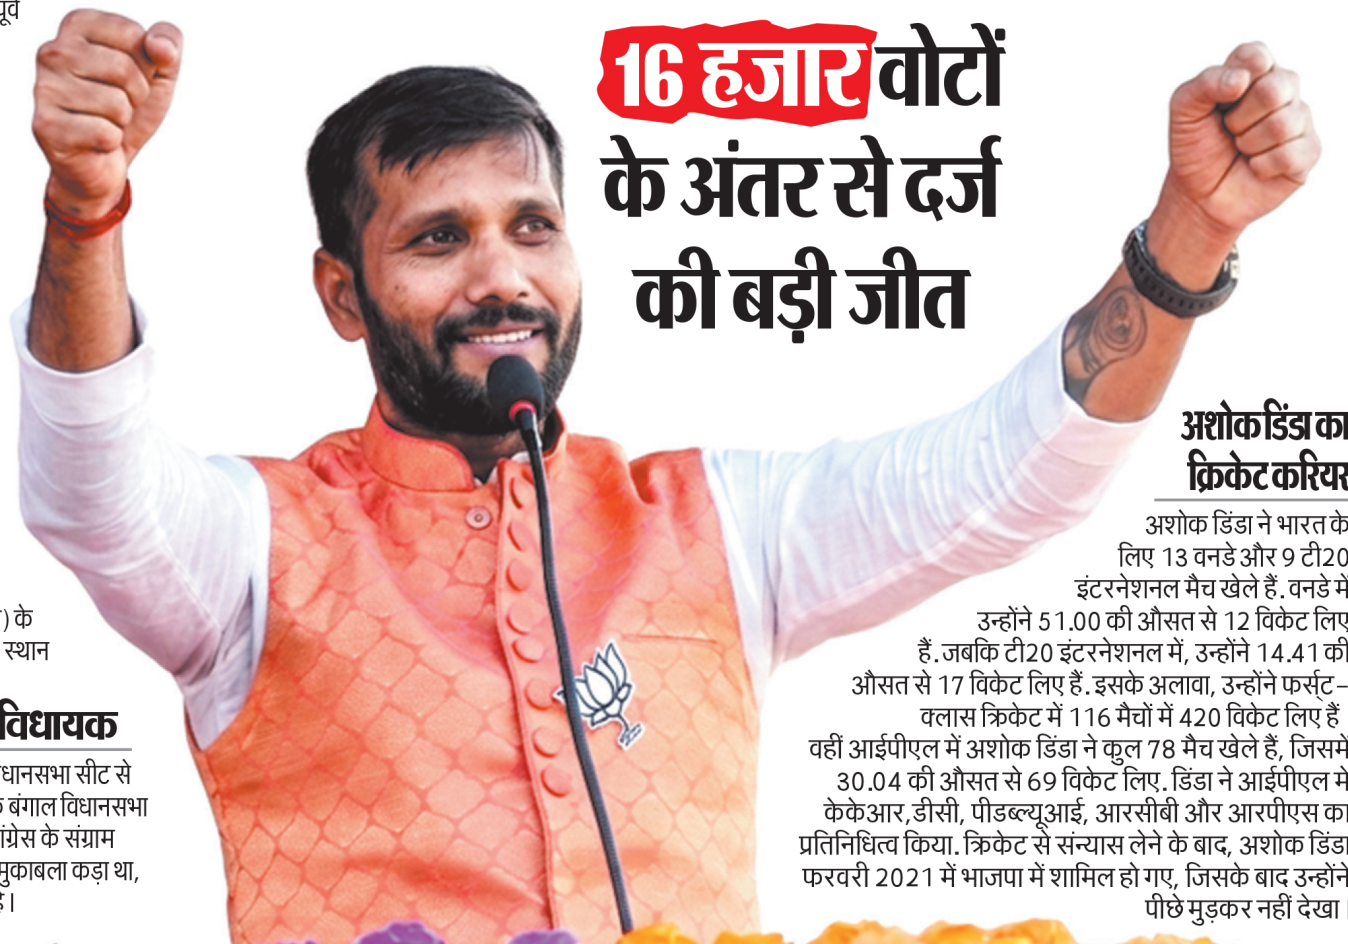 16 हजार वोटों
के अंतर से दर्ज
की बड़ी जीत
के
स्थान
विधायक
विधानसभा सीट से
बंगाल विधानसभा
के संग्राम
मुकाबला कड़ा था,
अशोक डिंडा का
क्रिकेट करियर
अशोक डिंडा ने भारत के
लिए 13 वनडे और 9 टी20
इंटरनेशनल मैच खेले हैं. वनडे में
उन्होंने 51.00 की औसत से 12 विकेट लिए
हैं. जबकि टी20 इंटरनेशनल में, उन्होंने 14.41 की
औसत से 17 विकेट लिए हैं. इसके अलावा, उन्होंने फर्स्ट-
क्लास क्रिकेट में 116 मैचों में 420 विकेट लिए हैं
वहीं आईपीएल में अशोक डिंडा ने कुल 78 मैच खेले हैं, जिसमें
30.04 की औसत से 69 विकेट लिए. डिंडा ने आईपीएल में
केकेआर,डीसी, पीडब्ल्यूआई, आरसीबी और आरपीएस का
प्रतिनिधित्व किया. क्रिकेट से संन्यास लेने के बाद, अशोक डिंडा
फरवरी 2021 में भाजपा में शामिल हो गए, जिसके बाद उन्होंने
पीछे मुड़कर नहीं देखा ।